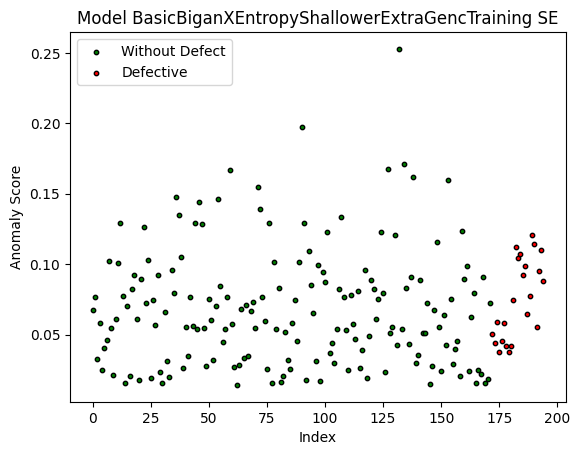 Model BasicBiganXEntropyShallowerExtraGencTraining SE
Without Defect
Defective
Anomaly Score
0.25
0.20
0.15
0.10
0.05
0 25 50 75 100 125 150 175 200
Index